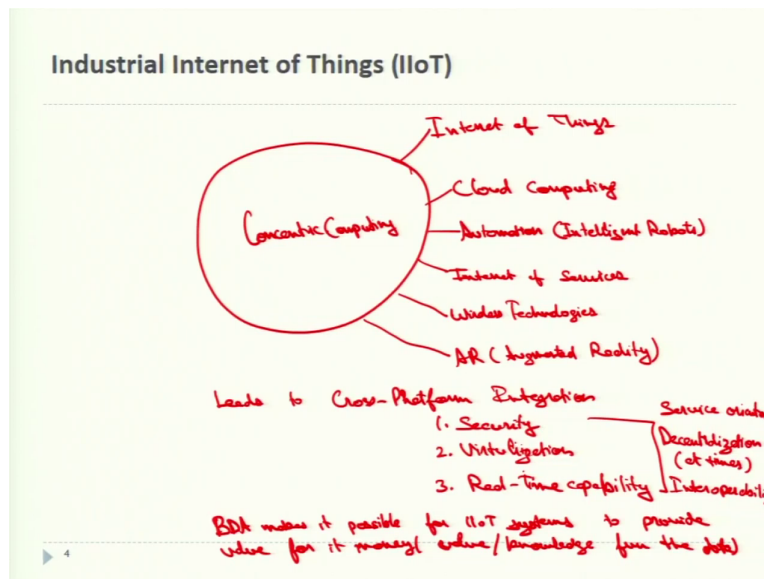 Industrial Internet of Things (IIoT)
Internet of Things
Cloud Computing
Concentric Computing
Automation (Intelligent Robots)
Internet of Services
Wireless Technologies
AR (Augmented Reality)
Leads to Cross-Platform Integration
1. Security
2. Virtulization
3. Real-Time capability
Service
Decentralization
(at times)
BDA makes it possible for IIoT systems to provide
value for it money( value/knowledge from the data)
4